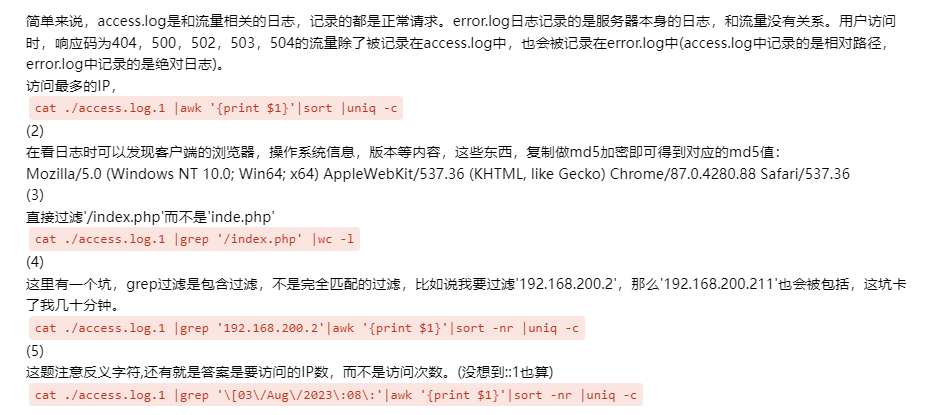 简单来说，access.log是和流量相关的日志，记录的都是正常请求。error.log日志记录的是服务器本身的日志，和流量没有关系。用户访问
时，响应码为404，500，502，503，504的流量除了被记录在access.log中，也会被记录在error.log中(access.log中记录的是相对路径，
error.log中记录的是绝对日志)。
访问最多的IP，
cat ./access.log.1 |awk '{print $1}'|sort |uniq -c
(2)
在看日志时可以发现客户端的浏览器，操作系统信息，版本等内容，这些东西，复制做md5加密即可得到对应的md5值：
Mozilla/5.0 (Windows NT 10.0; Win64; x64) AppleWebKit/537.36 (KHTML, like Gecko) Chrome/87.0.4280.88 Safari/537.36
(3)
直接过滤'/index.php'而不是'inde.php'
cat ./access.log.1 |grep '/index.php' |wc -l
(4)
这里有一个坑，grep过滤是包含过滤，不是完全匹配的过滤，比如说我要过滤'192.168.200.2'，那么'192.168.200.211'也会被包括，这坑卡
了我几十分钟。
cat ./access.log.1 |grep '192.168.200.2'|awk '{print $1}'|sort -nr |uniq -c
(5)
这题注意反义字符,还有就是答案是要访问的IP数，而不是访问次数。(没想到::1也算)
cat ./access.log.1 |grep '\[03\/Aug\/2023\:08\:'|awk '{print $1}'|sort -nr |uniq -c